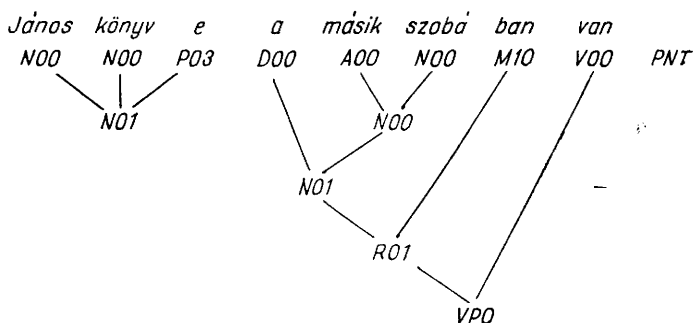 János könyv e a másik szobá ban van
N00 N00 P03 D00 A00 N00 M10 V00 PNT
N01 N00
N01
R01
VP0